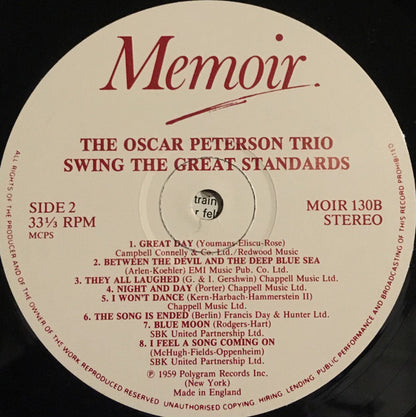 Memoir.
THE OSCAR PETERSON TRIO
SWING THE GREAT STANDARDS
SIDE 2
33⅓ RPM
MCPS
train
r fel
MOIR 130B
STEREO
1. GREAT DAY (Youmans-Eliscu-Rose)
Campbell Connelly & Co. Ltd./Redwood Music
2. BETWEEN THE DEVIL AND THE DEEP BLUE SEA
(Arlen-Koehler) EMI Music Pub. Co. Ltd.
3. THEY ALL LAUGHED (G. & I. Gershwin) Chappell Music Ltd.
4. NIGHT AND DAY (Porter) Chappell Music Ltd.
5. I WON'T DANCE (Kern-Harbach-Hammerstein II)
Chappell Music Ltd.
6. THE SONG IS ENDED (Berlin) Francis Day & Hunter Ltd.
7. BLUE MOON (Rodgers-Hart)
SBK United Partnership Ltd.
8. I FEEL A SONG COMING ON
(McHugh-Fields-Oppenheim)
SBK United Partnership Ltd.
℗ 1959 Polygram Records Inc.
(New York)
Made in England
ALL RIGHTS OF THE PRODUCER AND OF THE OWNER OF THE WORK REPRODUCED RESERVED. UNAUTHORISED COPYING, HIRING, LENDING, PUBLIC PERFORMANCE AND BROADCASTING OF THIS RECORD PROHIBITED